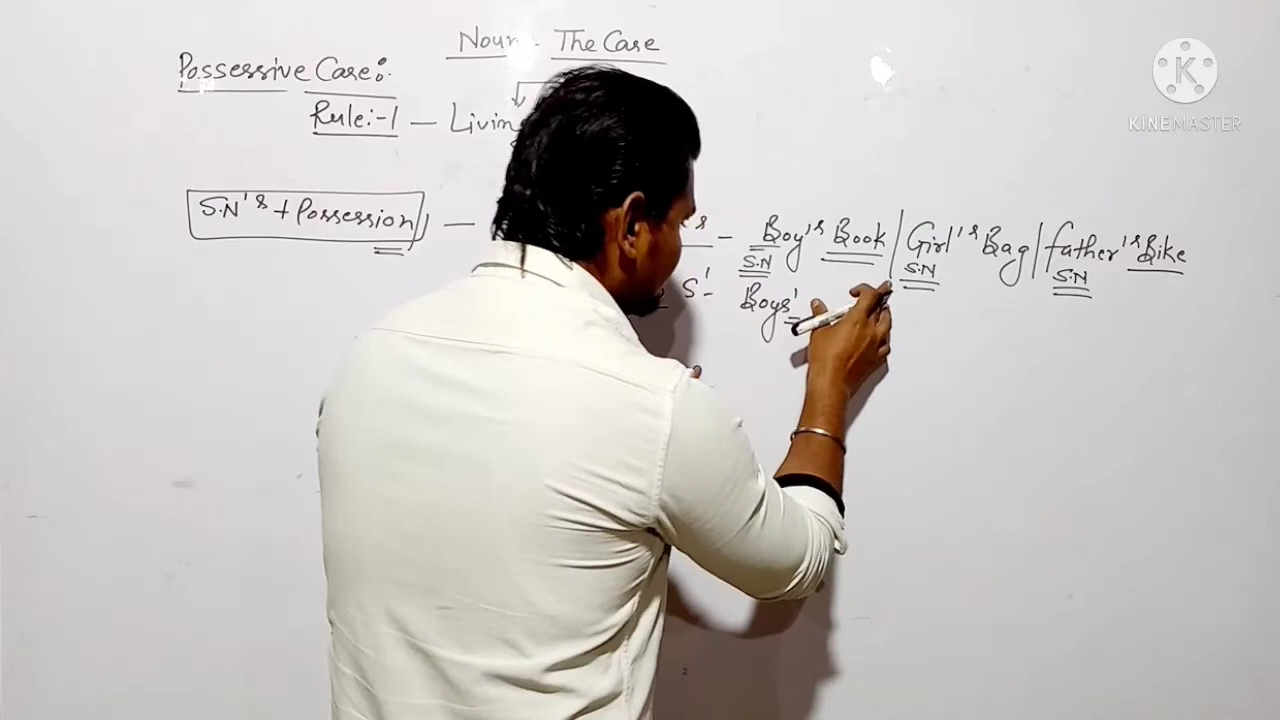 Noun - The Case
Possessive Case:-
Rule:-1 — Livin
S.N's + Possession — s - Boy's Book | Girl's Bag | Father's Bike
S.N S.N S.N
s' - Boys'
KINEMASTER